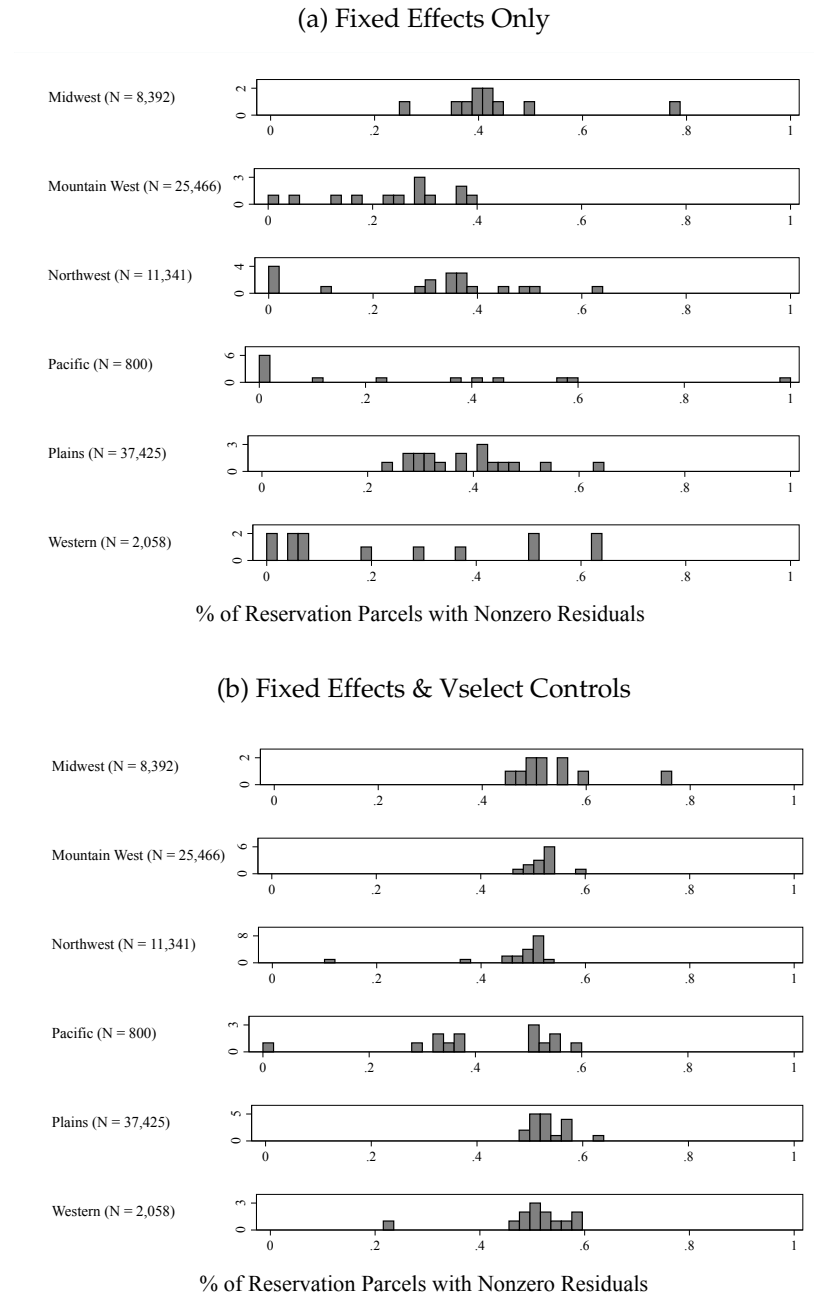 (a) Fixed Effects Only
Midwest (N = 8,392)
2
0
0 .2 .4 .6 .8 1
Mountain West (N = 25,466)
3
0
0 .2 .4 .6 .8 1
Northwest (N = 11,341)
4
0
0 .2 .4 .6 .8 1
Pacific (N = 800)
6
0
0 .2 .4 .6 .8 1
Plains (N = 37,425)
3
0
0 .2 .4 .6 .8 1
Western (N = 2,058)
2
0
0 .2 .4 .6 .8 1
% of Reservation Parcels with Nonzero Residuals
(b) Fixed Effects & Vselect Controls
Midwest (N = 8,392)
2
0
0 .2 .4 .6 .8 1
Mountain West (N = 25,466)
6
0
0 .2 .4 .6 .8 1
Northwest (N = 11,341)
8
0
0 .2 .4 .6 .8 1
Pacific (N = 800)
3
0
0 .2 .4 .6 .8 1
Plains (N = 37,425)
5
0
0 .2 .4 .6 .8 1
Western (N = 2,058)
3
0
0 .2 .4 .6 .8 1
% of Reservation Parcels with Nonzero Residuals